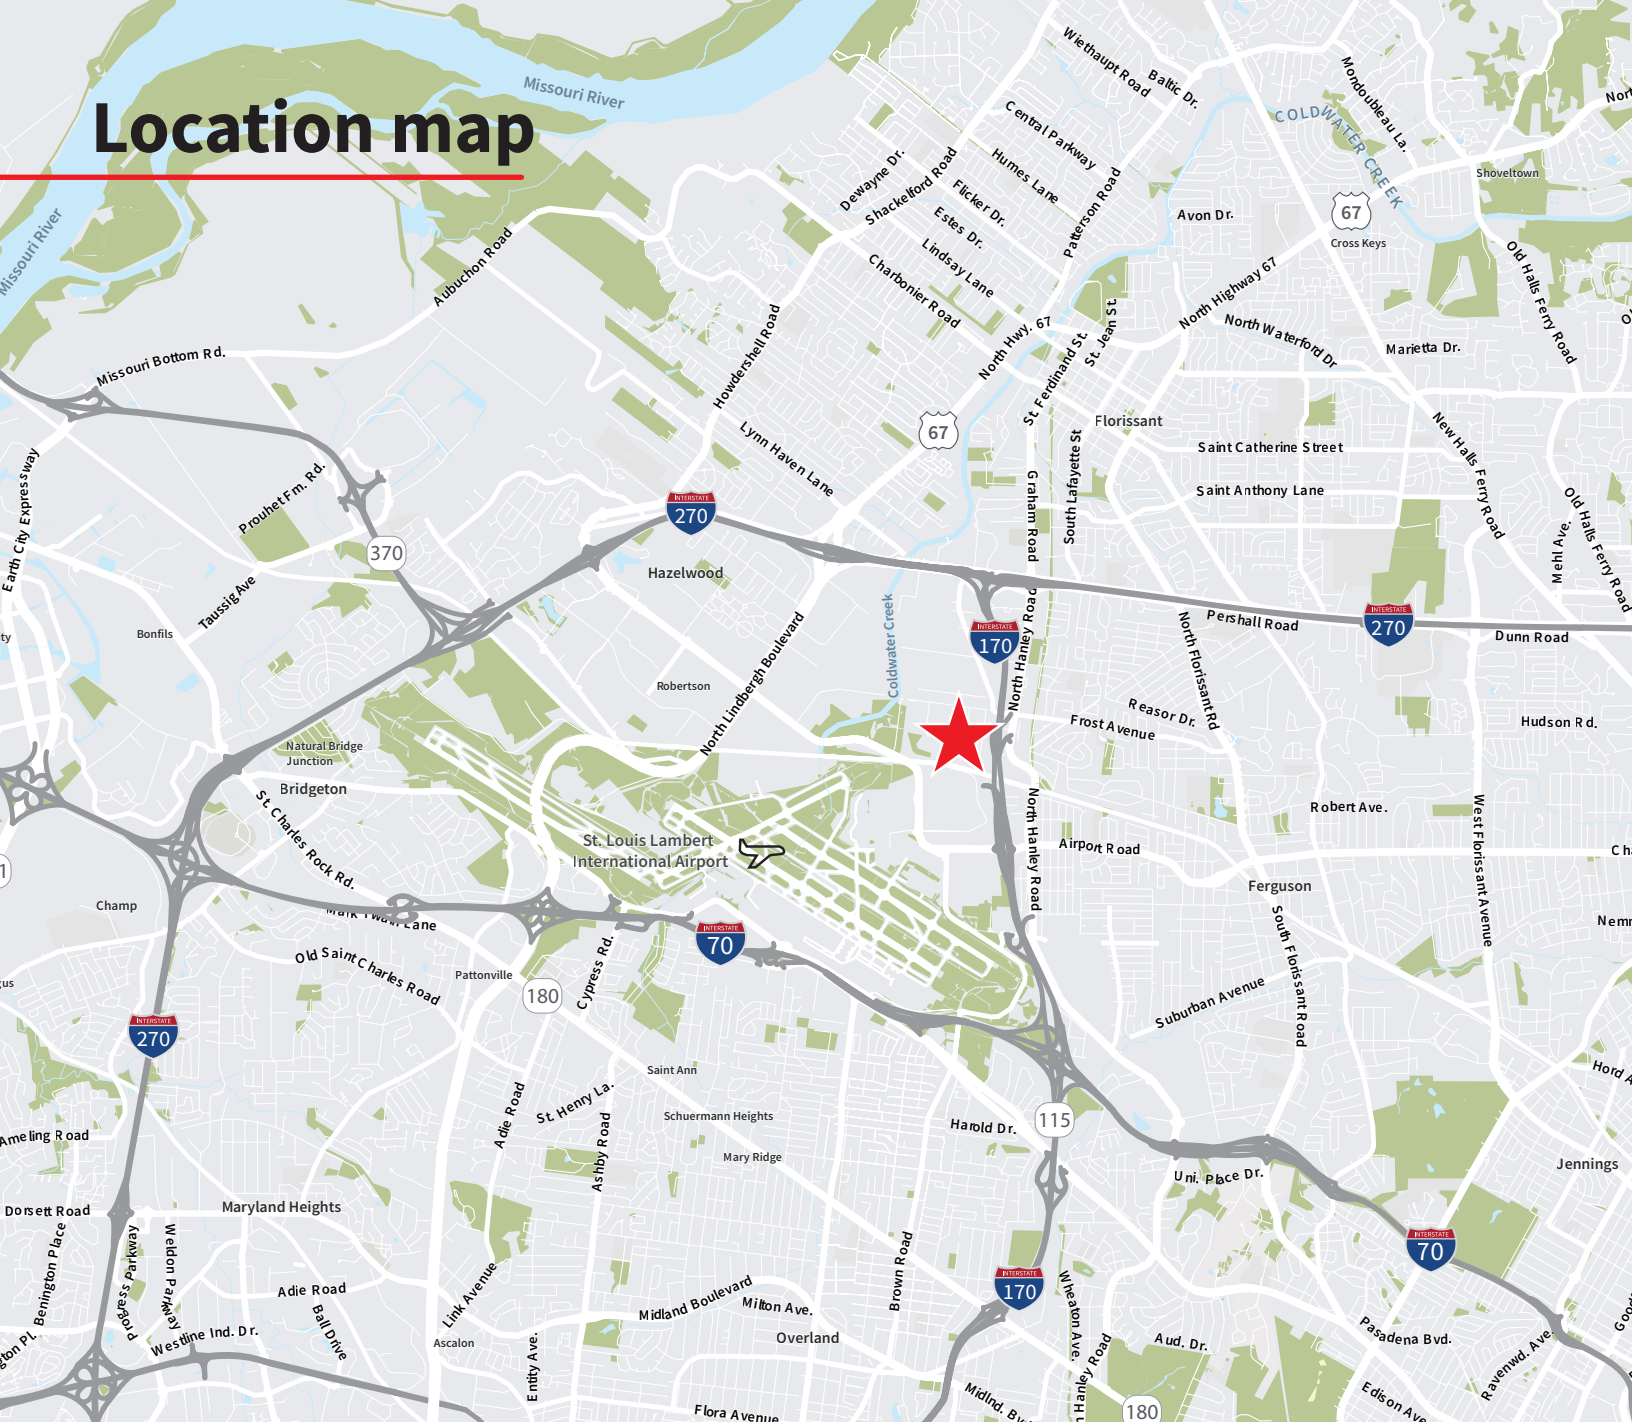 Location map
Missouri River
Missouri River
Wiethaupt Road
Baltic Dr.
Mondoubleau La.
Central Parkway
COLDWATER CREEK
Humes Lane
Dewayne Dr.
Shackelford Road
Flicker Dr.
Patterson Road
Shoveltown
Estes Dr.
Avon Dr.
67
Cross Keys
Lindsay Lane
Aubuchon Road
Charbonier Road
North Highway 67
Old Halls Ferry Road
North Hwy. 67
St. Jean St.
North Waterford Dr
Marietta Dr.
Missouri Bottom Rd.
Howdershell Road
St. Ferdinand St.
Florissant
67
Lynn Haven Lane
Saint Catherine Street
New Halls Ferry Road
Earth City Expressway
Prouhet Fm. Rd.
Graham Road
South Lafayette St
Saint Anthony Lane
INTERSTATE
270
370
Hazelwood
Old Halls Ferry Road
Mehl Ave.
Taussig Ave
Bonfils
Coldwater Creek
INTERSTATE
170
North Hanley Road
Pershall Road
INTERSTATE
270
Dunn Road
North Florissant Rd
Robertson
North Lindbergh Boulevard
Reasor Dr.
Frost Avenue
Hudson Rd.
Natural Bridge
Junction
Bridgeton
St. Charles Rock Rd.
St. Louis Lambert
International Airport
North Hanley Road
Airport Road
Robert Ave.
West Florissant Avenue
Ferguson
Champ
Mark Twain Lane
INTERSTATE
70
South Florissant Road
Old Saint Charles Road
Pattonville
180
Cypress Rd.
Suburban Avenue
INTERSTATE
270
Saint Ann
Schuermann Heights
St. Henry La.
Adie Road
Ashby Road
Harold Dr.
115
Ameling Road
Mary Ridge
Uni. Place Dr.
Jennings
Dorsett Road
Maryland Heights
Benington Place
Weldon Parkway
INTERSTATE
70
Adie Road
Link Avenue
Midland Boulevard
Milton Ave.
Brown Road
INTERSTATE
170
Wheaton Ave.
Ball Drive
Westline Ind. Dr.
Ascalon
Overland
Entity Ave.
Aud. Dr.
Pasadena Bvd.
Ravenwd. Ave.
Flora Avenue
180